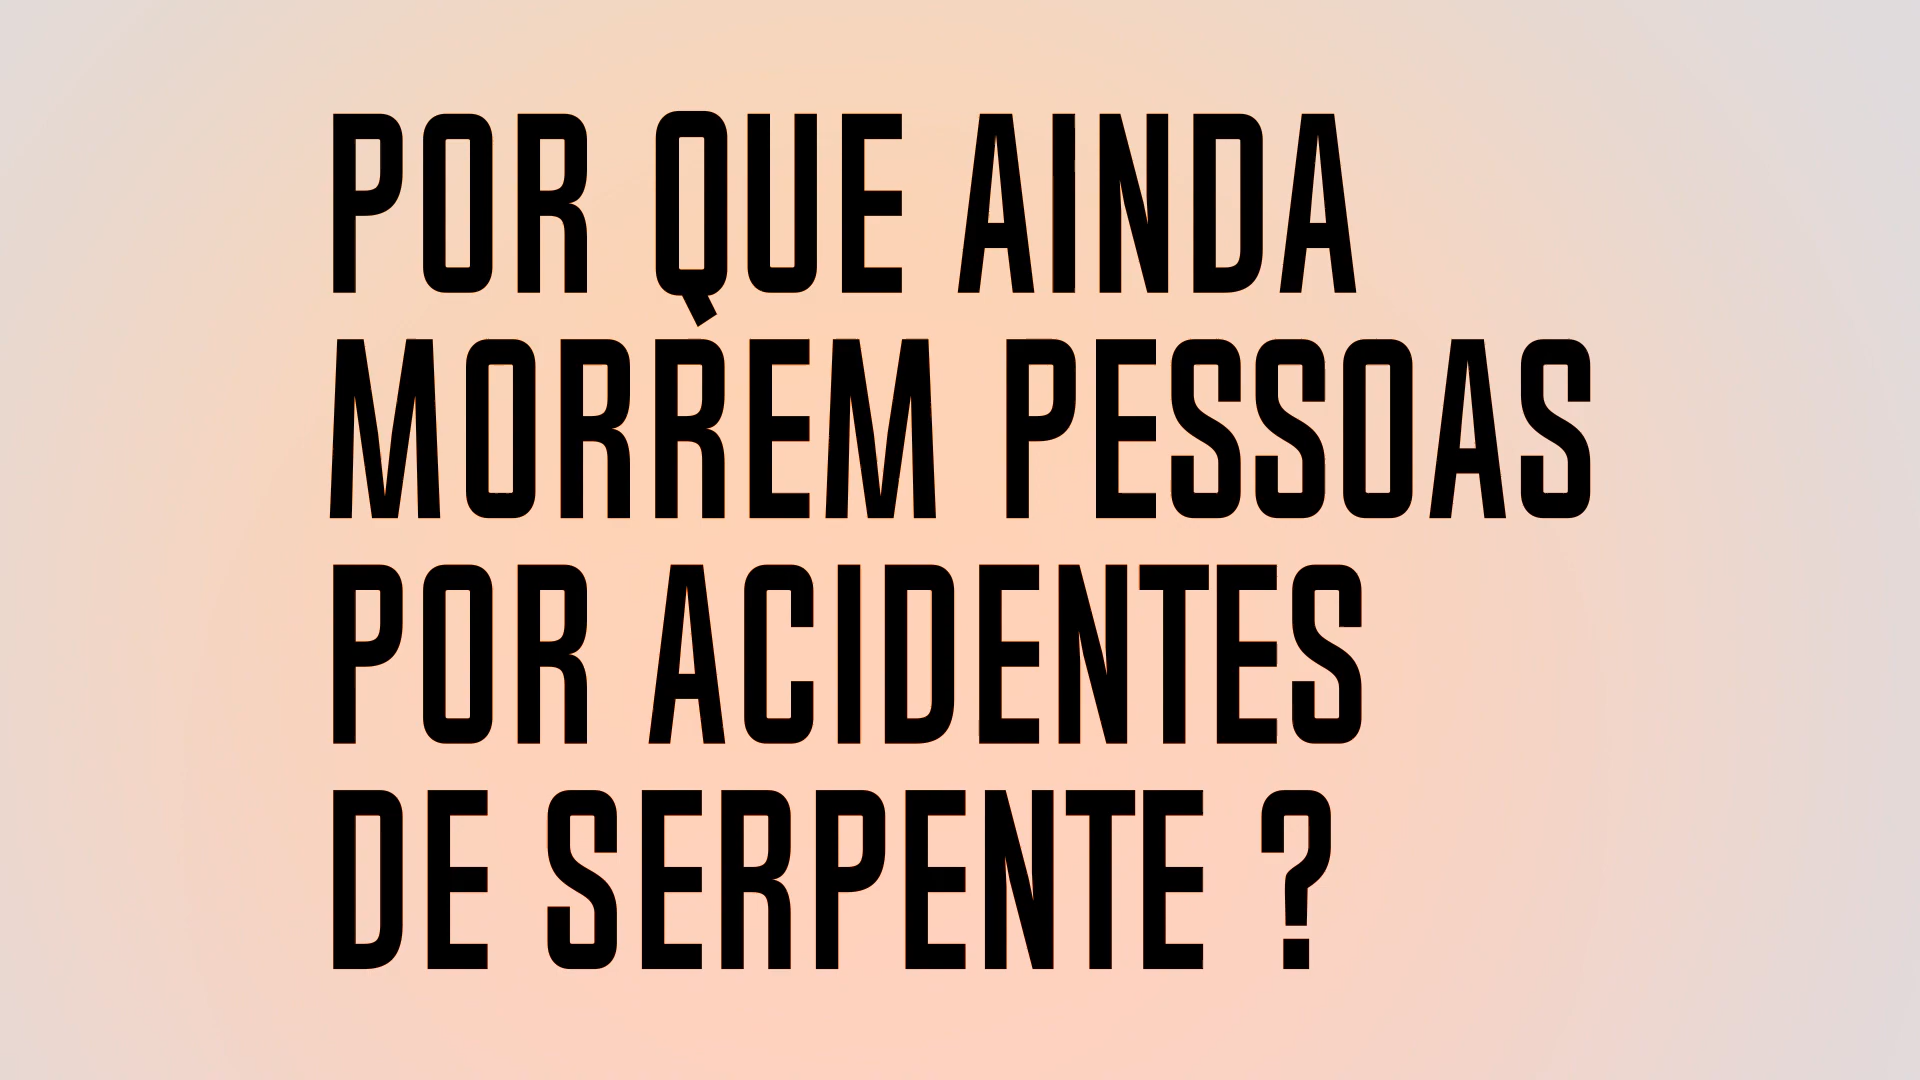 POR QUE AINDA
MORREM PESSOAS
POR ACIDENTES
DE SERPENTE ?